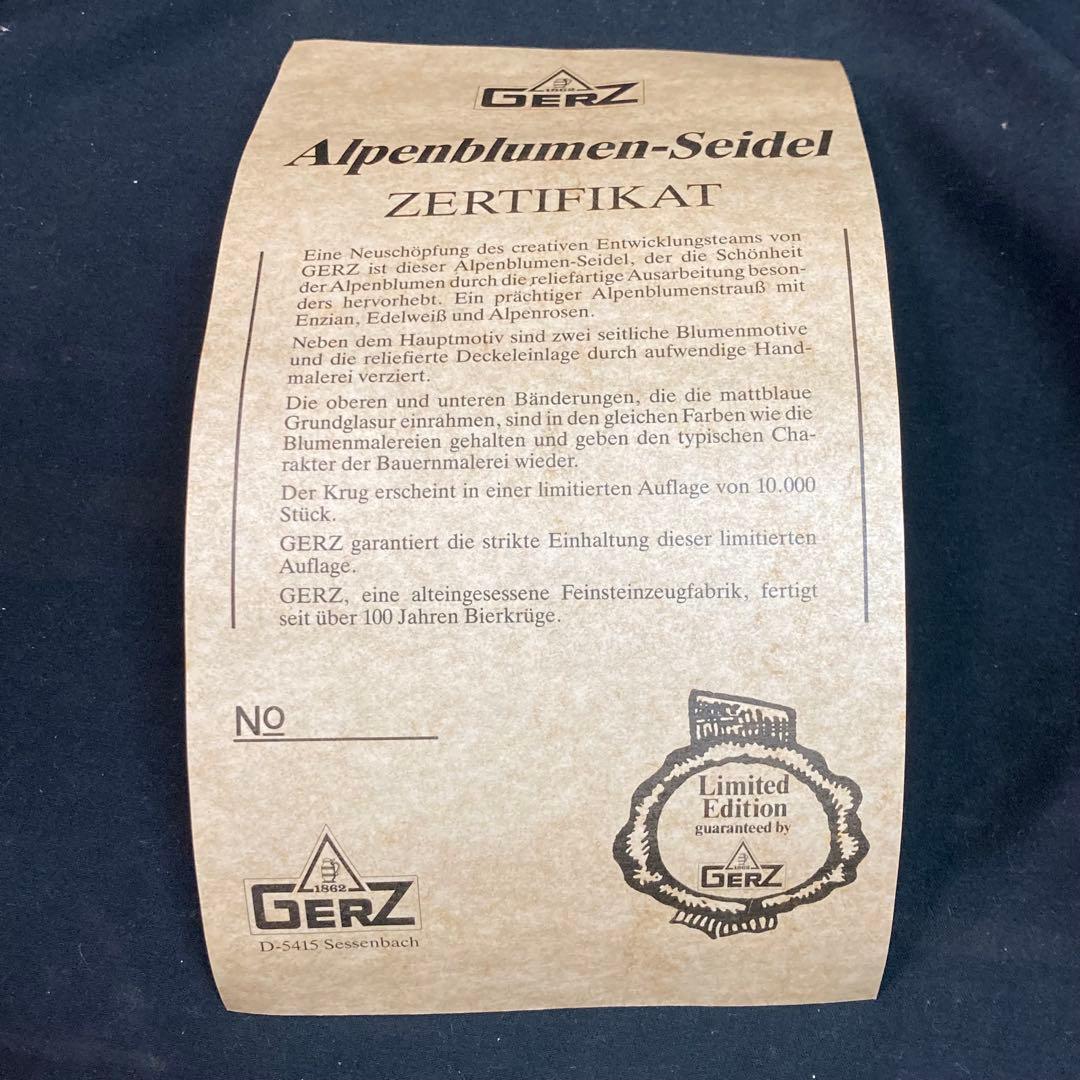 1862
GERZ
Alpenblumen-Seidel
ZERTIFIKAT
Eine Neuschöpfung des creativen Entwicklungsteams von
GERZ ist dieser Alpenblumen-Seidel, der die Schönheit
der Alpenblumen durch die reliefartige Ausarbeitung beson-
ders hervorhebt. Ein prächtiger Alpenblumenstrauß mit
Enzian, Edelweiß und Alpenrosen.
Neben dem Hauptmotiv sind zwei seitliche Blumenmotive
und die reliefierte Deckeleinlage durch aufwendige Hand-
malerei verziert.
Die oberen und unteren Bänderungen, die die mattblaue
Grundglasur einrahmen, sind in den gleichen Farben wie die
Blumenmalereien gehalten und geben den typischen Cha-
rakter der Bauernmalerei wieder.
Der Krug erscheint in einer limitierten Auflage von 10.000
Stück.
GERZ garantiert die strikte Einhaltung dieser limitierten
Auflage.
GERZ, eine alteingesessene Feinsteinzeugfabrik, fertigt
seit über 100 Jahren Bierkrüge.
No
Limited
Edition
guaranteed by
1862
GERZ
1862
GERZ
D-5415 Sessenbach